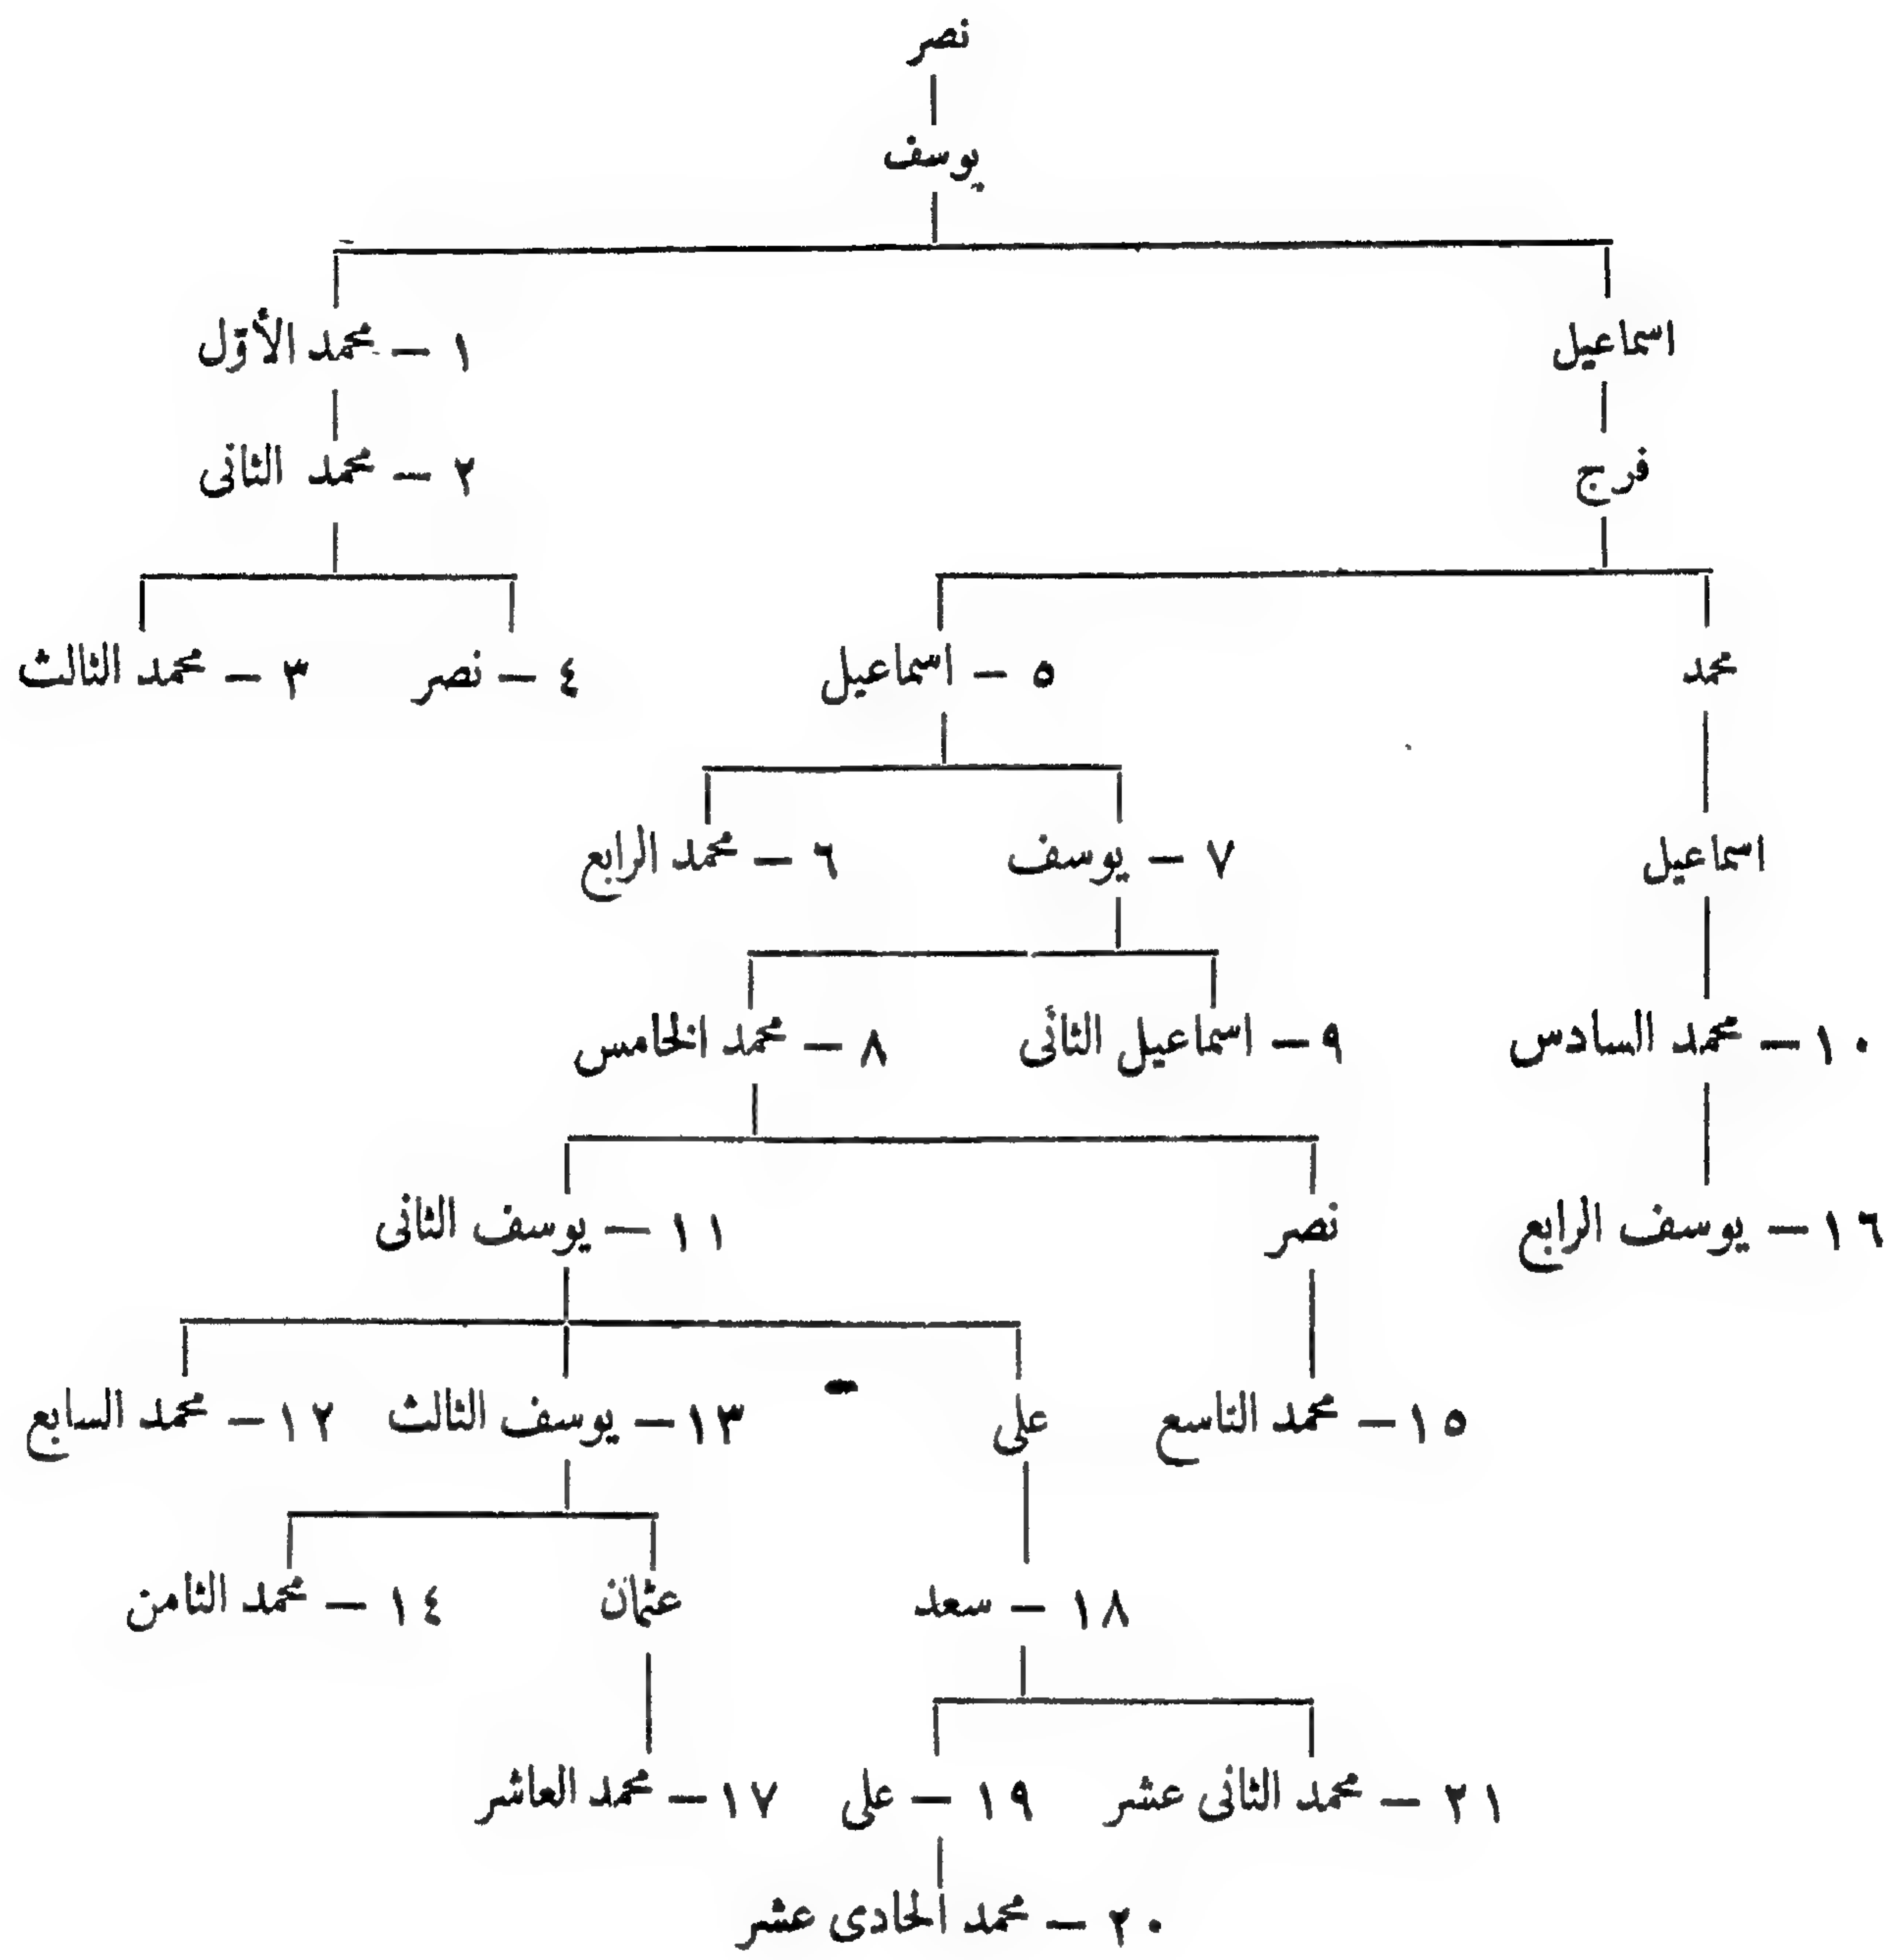 نصر
يوسف
اسماعيل ١ – محمد الأوّل
فرج ٢ – محمد الثانى
محمد ٥ – اسماعيل ٤ – نصر ٣ – محمد الثالث
اسماعيل ٧ – يوسف ٦ – محمد الرابع
١٠ – محمد السادس ٩ – اسماعيل الثانى ٨ – محمد الخامس
١٦ – يوسف الرابع نصر ١١ – يوسف الثانى
١٥ – محمد التاسع على ١٣ – يوسف الثالث ١٢ – محمد السابع
١٨ – سعد عثمان ١٤ – محمد الثامن
٢١ – محمد الثانى عشر ١٩ – على ١٧ – محمد العاشر
٢٠ – محمد الحادى عشر